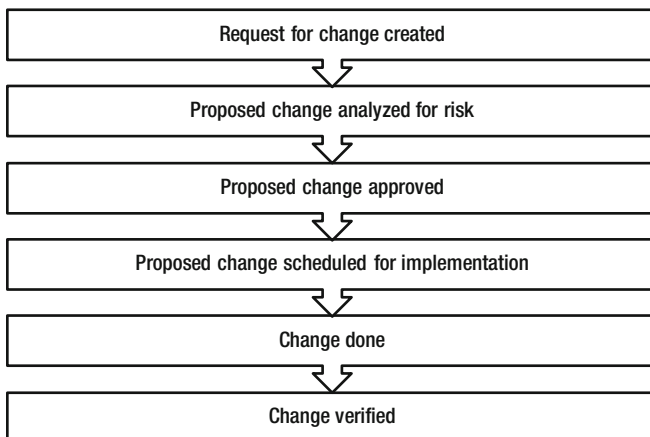 Request for change created
Proposed change analyzed for risk
Proposed change approved
Proposed change scheduled for implementation
Change done
Change verified